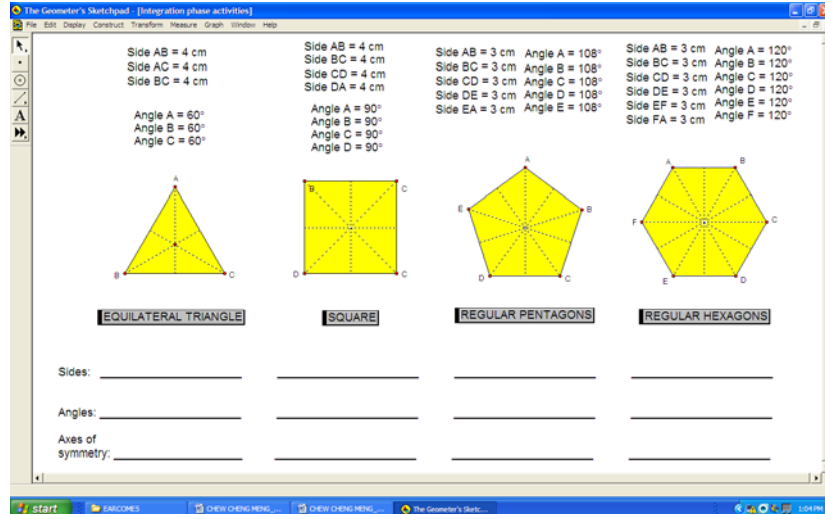 The Geometer's Sketchpad - [Integration phase activities]
File Edit Display Construct Transform Measure Graph Window Help
Side AB = 4 cm
Side AC = 4 cm
Side BC = 4 cm
Angle A = 60°
Angle B = 60°
Angle C = 60°
Side AB = 4 cm
Side BC = 4 cm
Side CD = 4 cm
Side DA = 4 cm
Angle A = 90°
Angle B = 90°
Angle C = 90°
Angle D = 90°
Side AB = 3 cm Angle A = 108°
Side BC = 3 cm Angle B = 108°
Side CD = 3 cm Angle C = 108°
Side DE = 3 cm Angle D = 108°
Side EA = 3 cm Angle E = 108°
Side AB = 3 cm Angle A = 120°
Side BC = 3 cm Angle B = 120°
Side CD = 3 cm Angle C = 120°
Side DE = 3 cm Angle D = 120°
Side EF = 3 cm Angle E = 120°
Side FA = 3 cm Angle F = 120°
A
A
B
C
B
C
D
C
A
E
B
D
C
A
B
F
C
E
D
EQUILATERAL TRIANGLE
SQUARE
REGULAR PENTAGONS
REGULAR HEXAGONS
Sides:
Angles:
Axes of
symmetry:
start
EARCOMES
CHEW CHENG MENG_...
CHEW CHENG MENG_...
The Geometer's Sketc...
1:04 PM